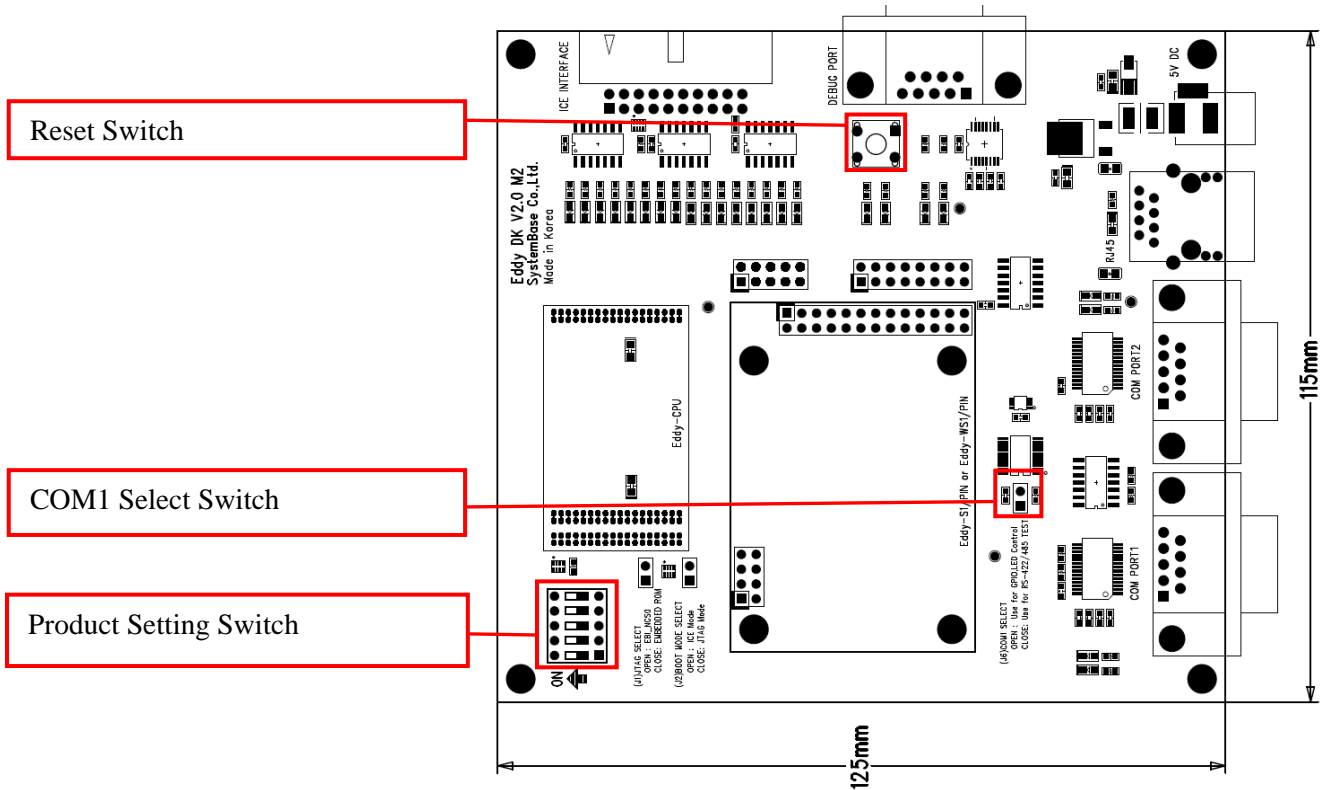 Reset Switch
COM1 Select Switch
Product Setting Switch
ICE INTERFACE
DEBUG PORT
5V DC
Eddy DK V2.0 M2
SystemBase Co.,Ltd.
Made in Korea
RJ45
Eddy-CPU
Eddy-S1/PIN or Eddy-WS1/PIN
COM PORT2
COM PORT1
(J1)JTAG SELECT
OPEN : EBI_NCS0
CLOSE: EMBEDDED ROM
(J2)BOOT MODE SELECT
OPEN : ICE Mode
CLOSE: JTAG Mode
(J6)COM1 SELECT
OPEN : Use for GPIO,LED Control
CLOSE: Use for RS-422/485 TEST
ON
115mm
125mm